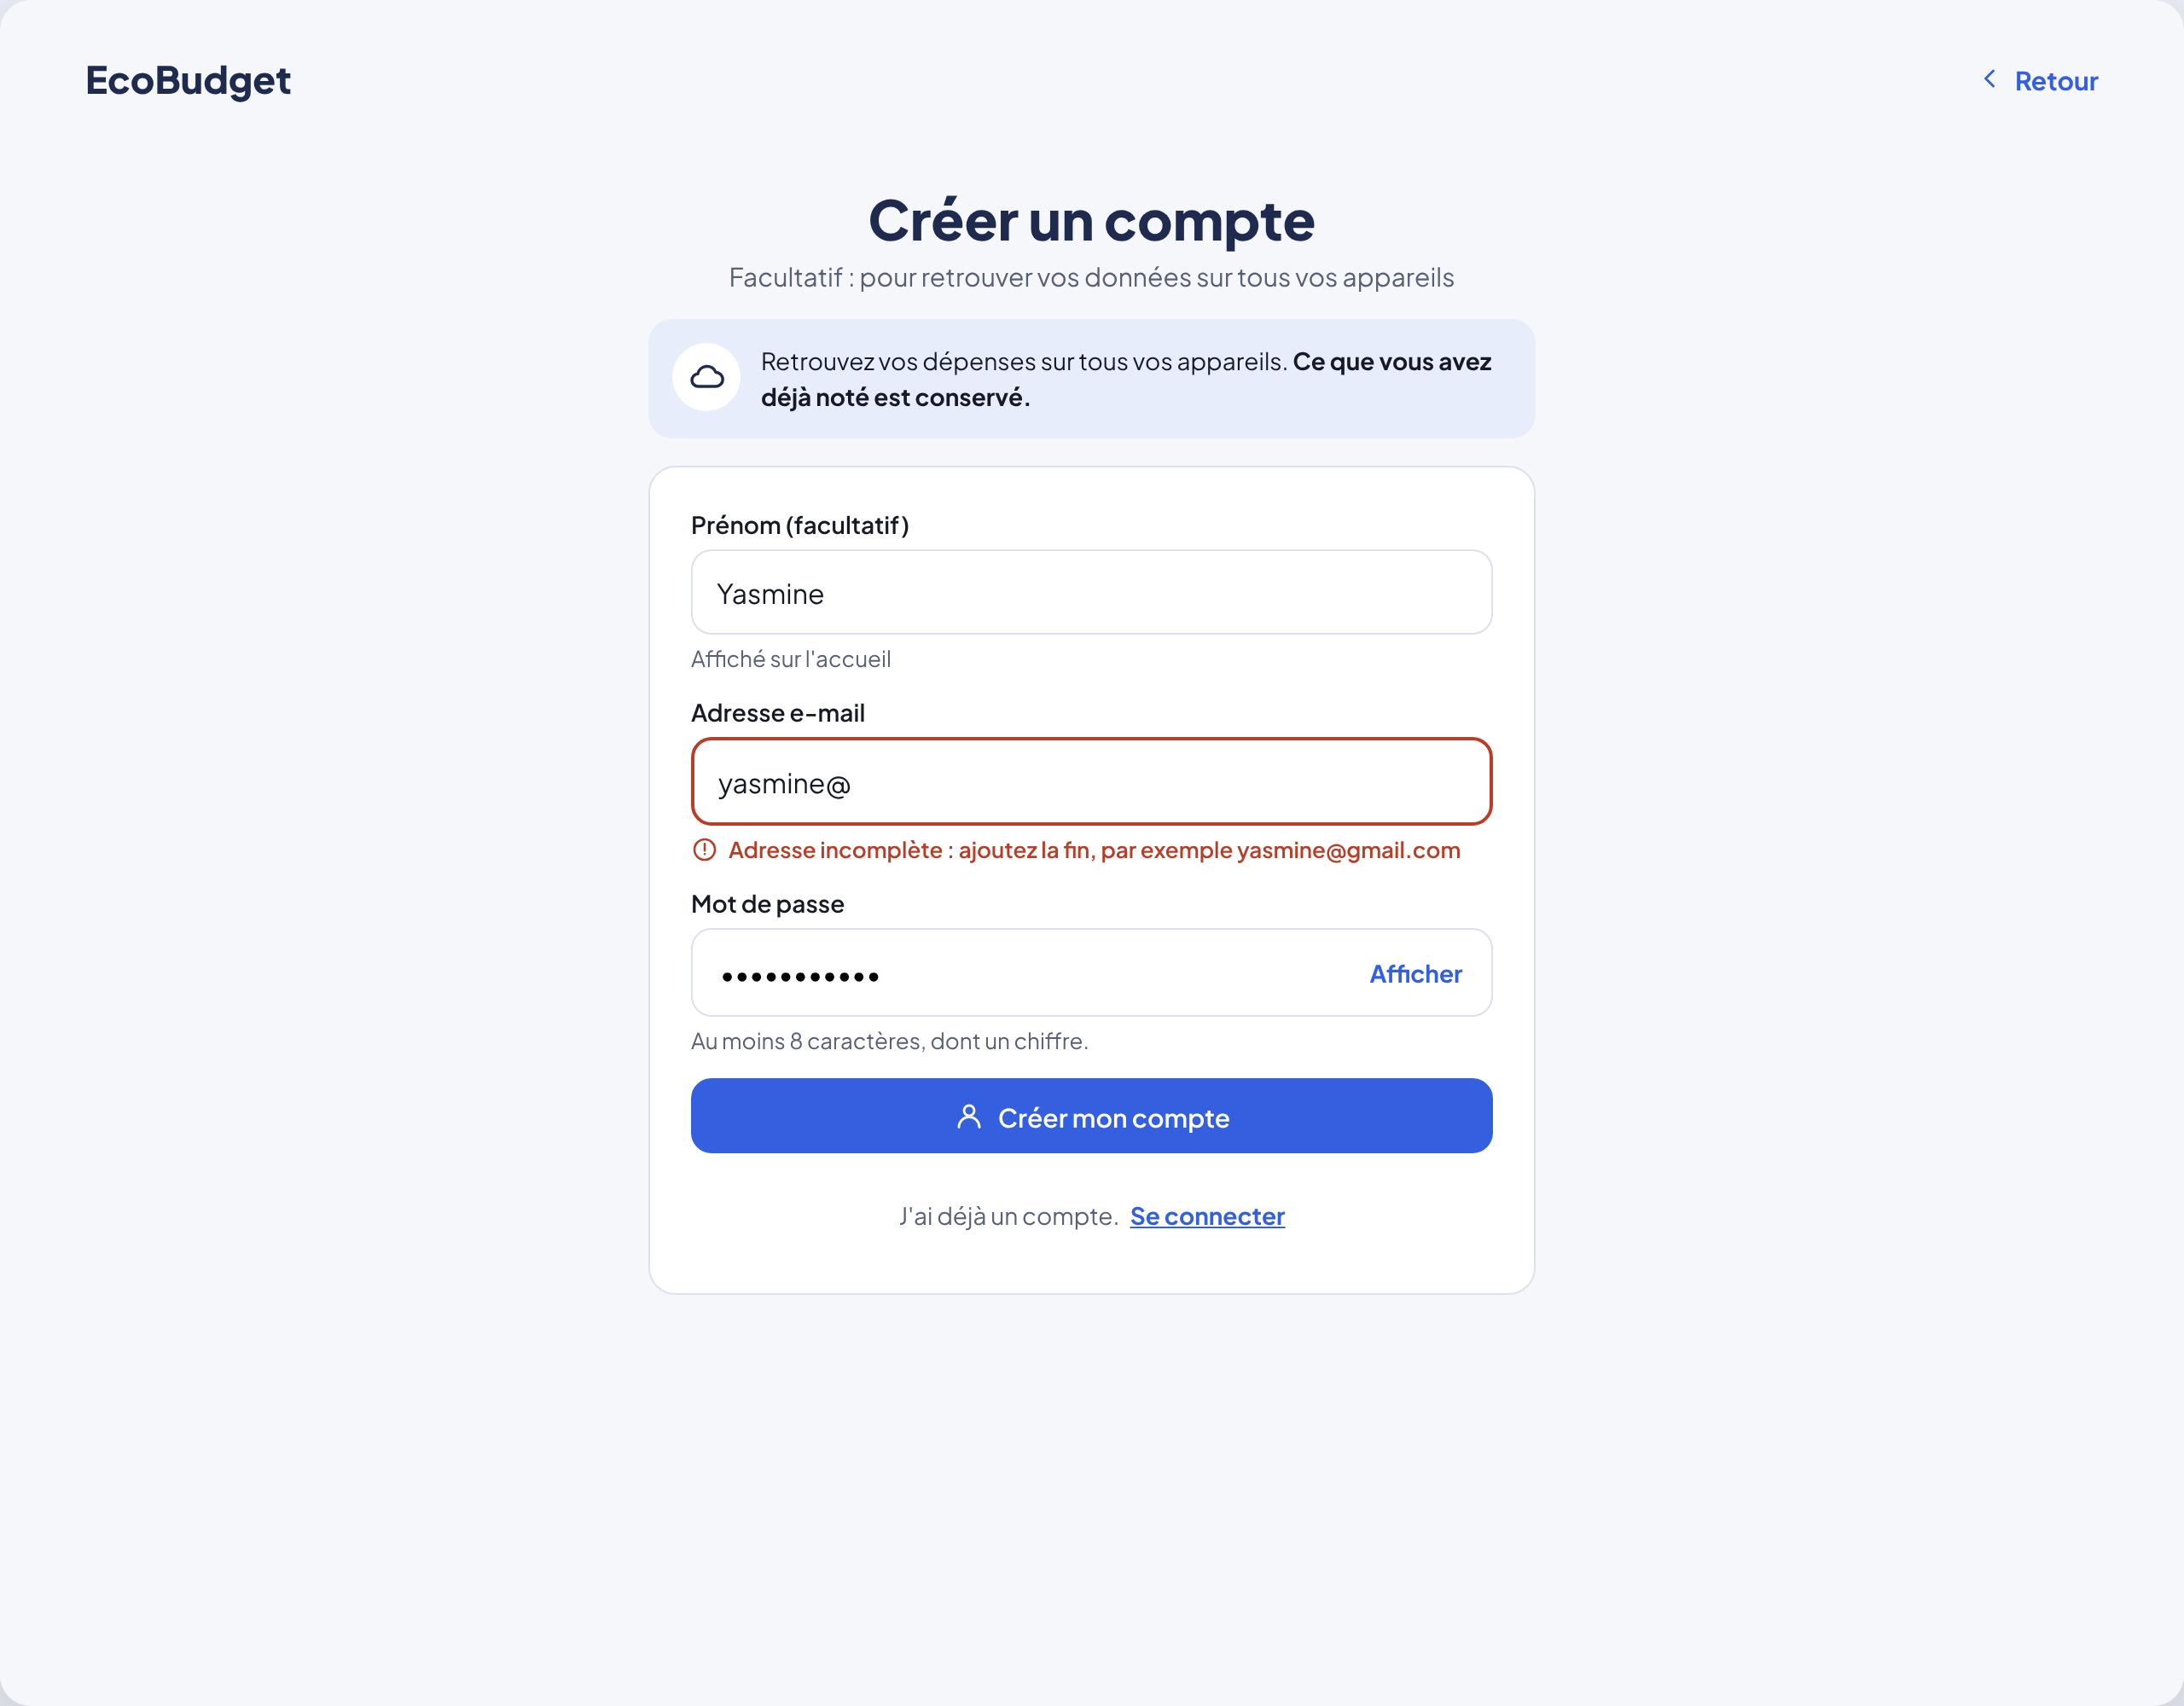 EcoBudget
Retour
Créer un compte
Facultatif : pour retrouver vos données sur tous vos appareils
Retrouvez vos dépenses sur tous vos appareils. Ce que vous avez
déjà noté est conservé.
Prénom (facultatif)
Yasmine
Affiché sur l'accueil
Adresse e-mail
yasmine@
Adresse incomplète : ajoutez la fin, par exemple yasmine@gmail.com
Mot de passe
•••••••••••
Afficher
Au moins 8 caractères, dont un chiffre.
Créer mon compte
J'ai déjà un compte. Se connecter